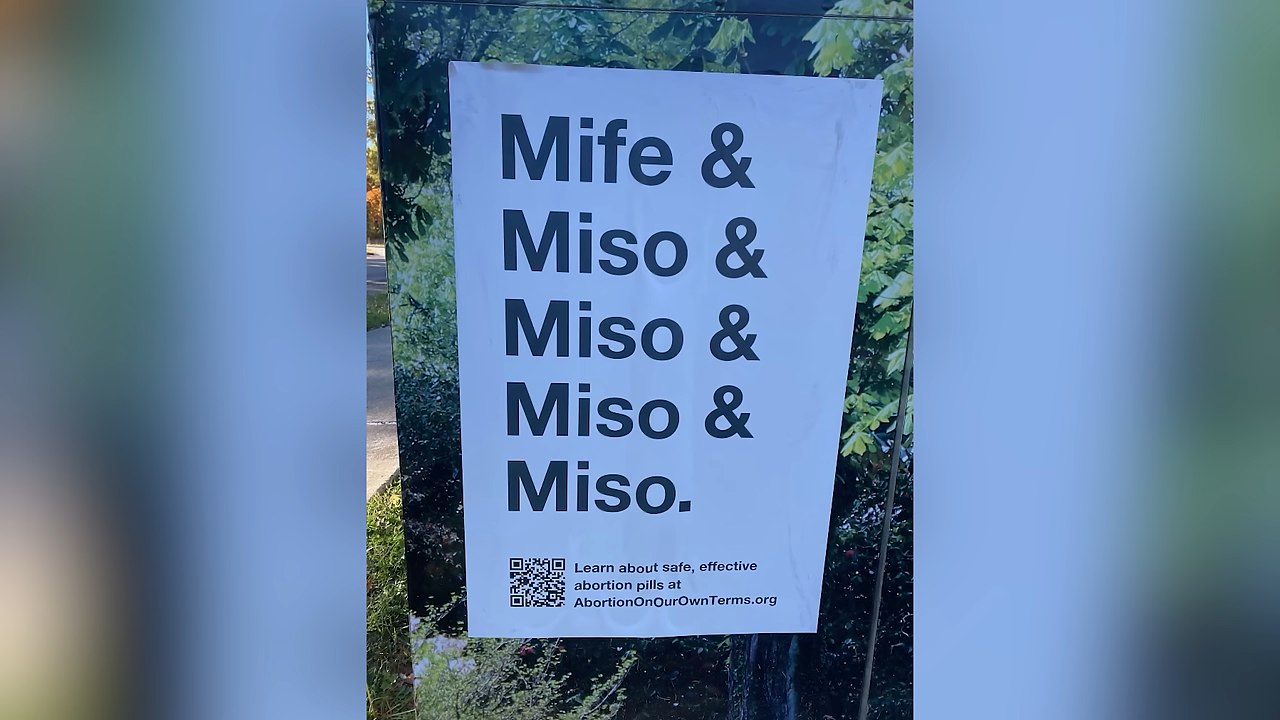 Mife &
Miso &
Miso &
Miso &
Miso.
Learn about safe, effective
abortion pills at
AbortionOnOurOwnTerms.org